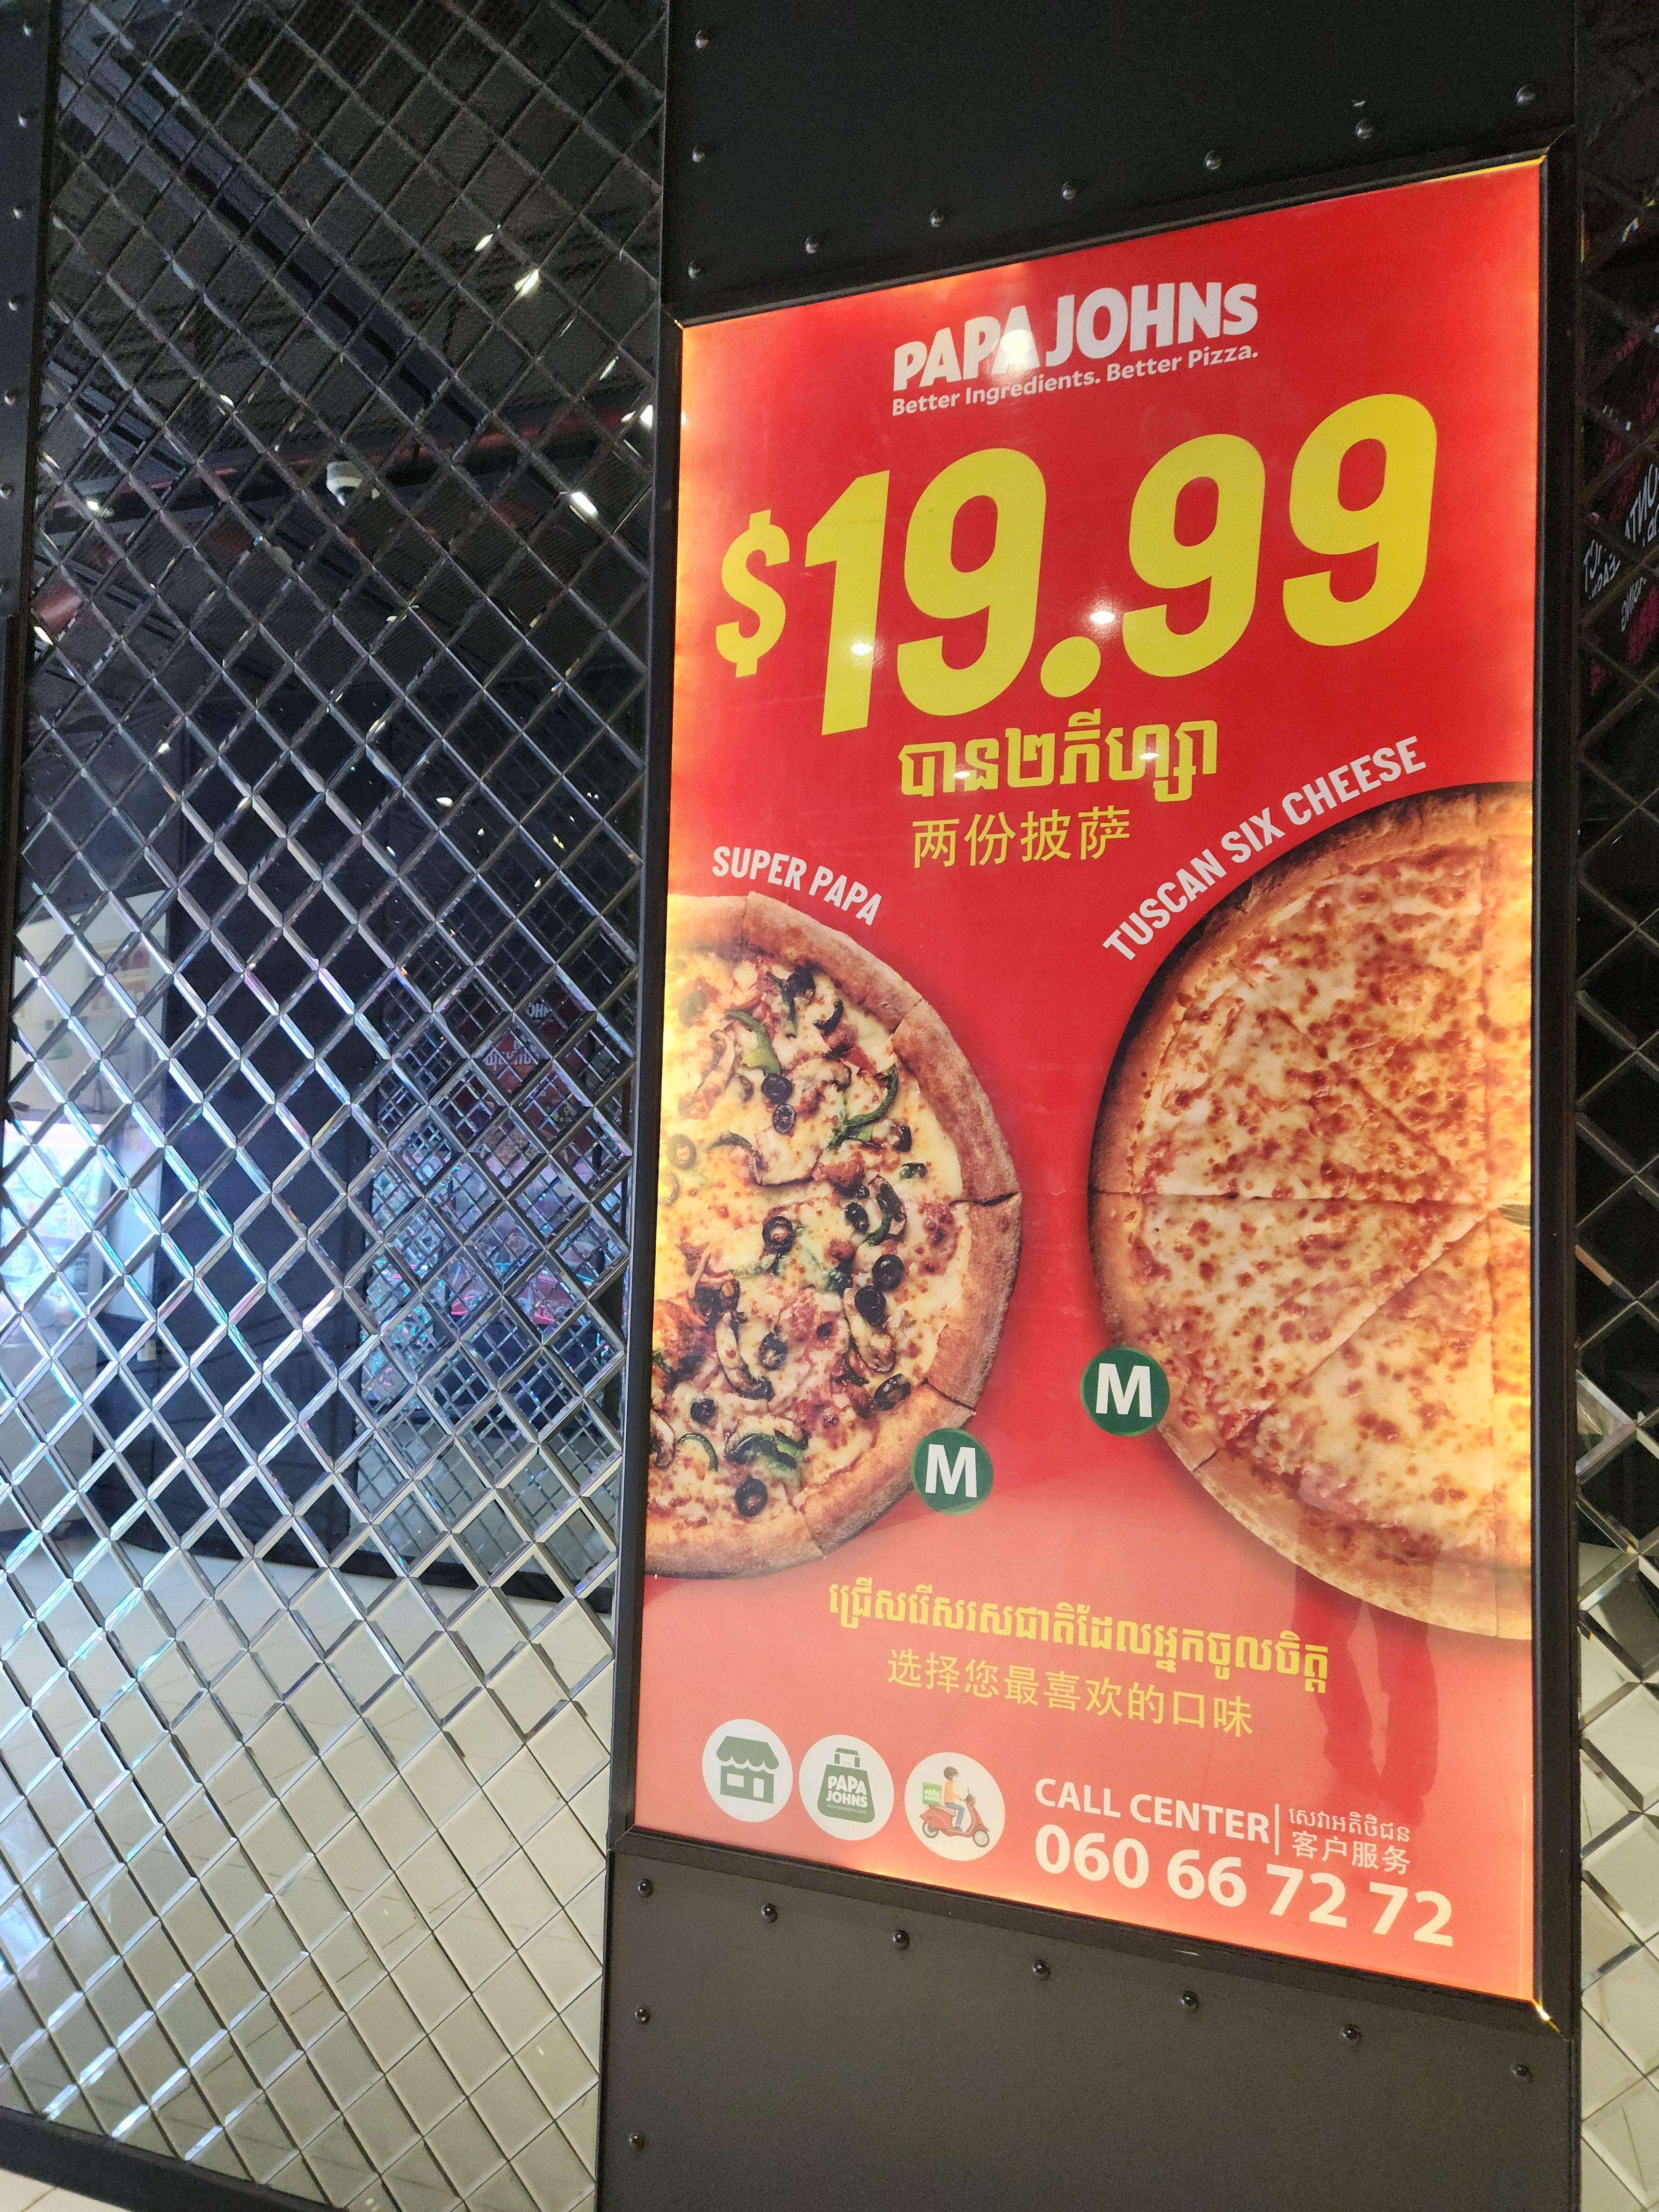 PAPA JOHNS
Better Ingredients. Better Pizza.
$19.99
បាន២ភីហ្សា
两份披萨
SUPER PAPA
TUSCAN SIX CHEESE
M
M
ជ្រើសរើសរសជាតិដែលអ្នកចូលចិត្ត
选择您最喜欢的口味
PAPA JOHNS
CALL CENTER
សេវាអតិថិជន
客户服务
060 66 72 72